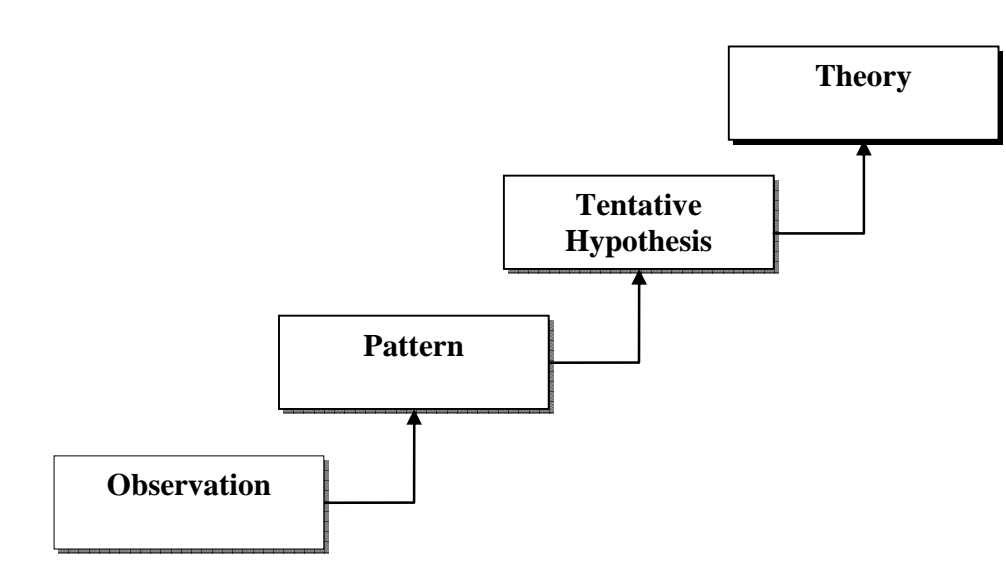 Theory
Tentative
Hypothesis
Pattern
Observation